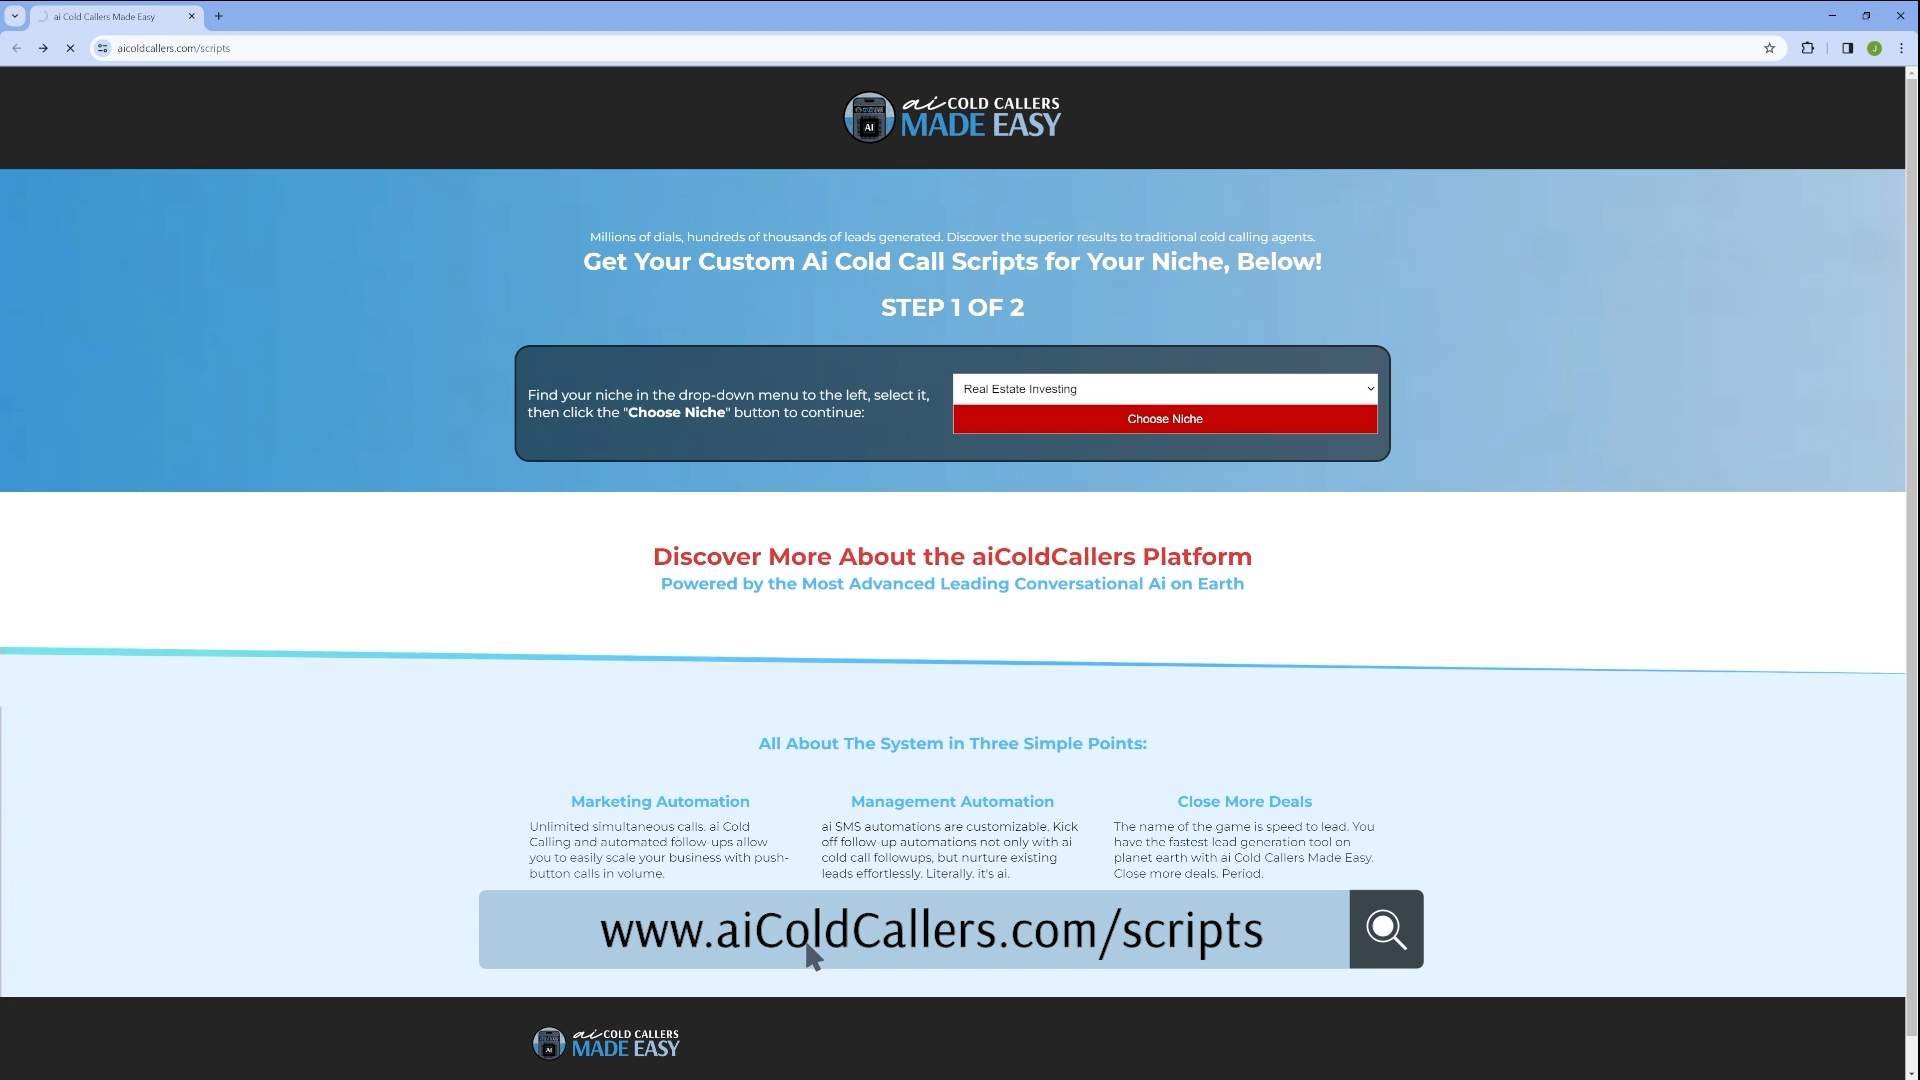 ai Cold Callers Made Easy
aicoldcallers.com/scripts
J
ai COLD CALLERS
MADE EASY
AI
Millions of dials, hundreds of thousands of leads generated. Discover the superior results to traditional cold calling agents.
Get Your Custom Ai Cold Call Scripts for Your Niche, Below!
STEP 1 OF 2
Find your niche in the drop-down menu to the left, select it,
then click the "Choose Niche" button to continue:
Real Estate Investing
Choose Niche
Discover More About the aiColdCallers Platform
Powered by the Most Advanced Leading Conversational Ai on Earth
All About The System in Three Simple Points:
Marketing Automation
Unlimited simultaneous calls. ai Cold
Calling and automated follow-ups allow
you to easily scale your business with push-
button calls in volume.
Management Automation
ai SMS automations are customizable. Kick
off follow-up automations not only with ai
cold call followups, but nurture existing
leads effortlessly. Literally. it's ai.
Close More Deals
The name of the game is speed to lead. You
have the fastest lead generation tool on
planet earth with ai Cold Callers Made Easy.
Close more deals. Period.
www.aiColdCallers.com/scripts
ai COLD CALLERS
MADE EASY
AI